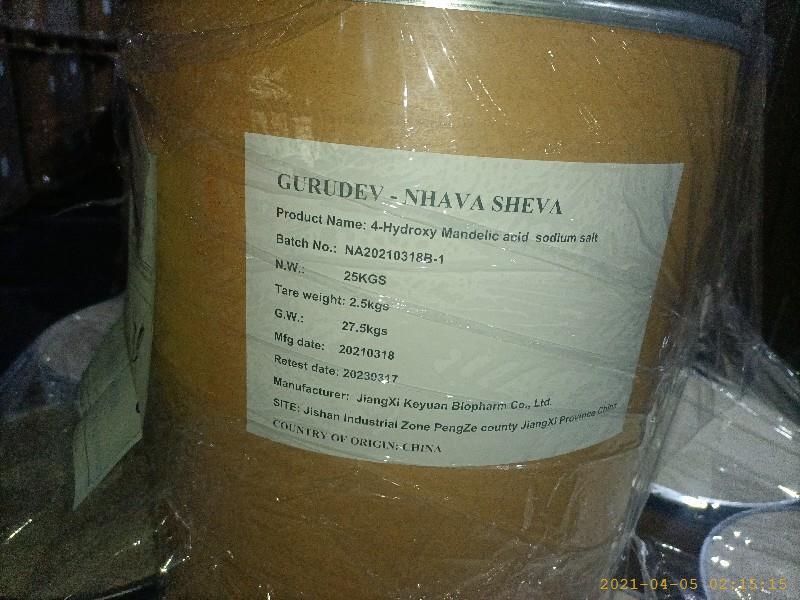 GURUDEV - NHAVA SHEVA
Product Name: 4-Hydroxy Mandelic acid sodium salt
Batch No.: NA20210318B-1
N.W.: 25KGS
Tare weight: 2.5kgs
G.W.: 27.5kgs
Mfg date: 20210318
Retest date: 20230317
Manufacturer: JiangXi Keyuan Biopharm Co., Ltd.
SITE: Jishan Industrial Zone PengZe county JiangXi Province China
COUNTRY OF ORIGIN: CHINA
2021-04-05 02:15:15